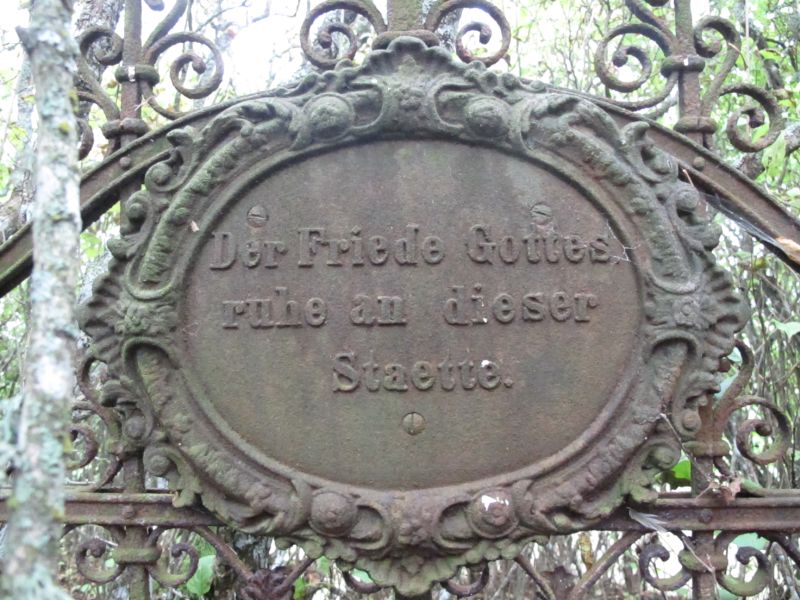 Der Friede Gottes
ruhe an dieser
Staette.